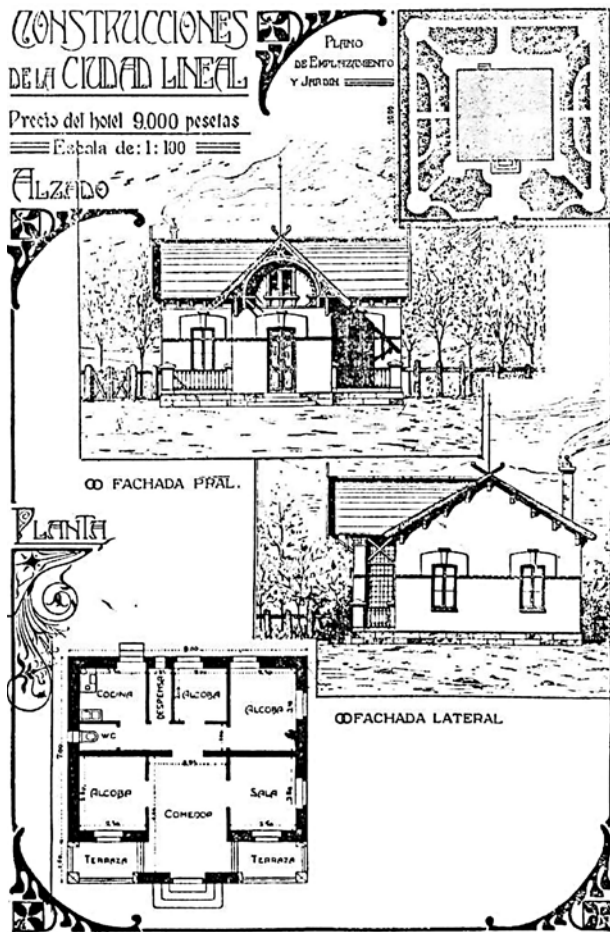 CONSTRUCCIONES
DE LA CIUDAD LINEAL
Precio del hotel 9.000 pesetas
Escala de: 1: 100
PLANO
DE EMPLAZAMIENTO
Y JARDIN
ALZADO
FACHADA PRAL.
FACHADA LATERAL
PLANTA
COCINA
DESPENSA
ALCOBA
ALCOBA
WC
ALCOBA
COMEDOR
SALA
TERRAZA
TERRAZA